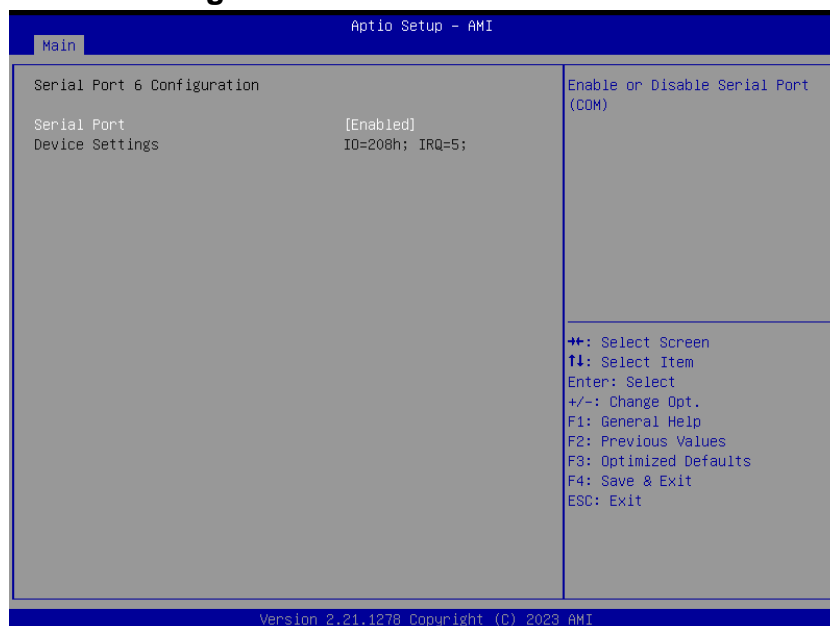 Aptio Setup – AMI
Main
Serial Port 6 Configuration
Serial Port [Enabled]
Device Settings IO=208h; IRQ=5;
Enable or Disable Serial Port
(COM)
→←: Select Screen
↑↓: Select Item
Enter: Select
+/-: Change Opt.
F1: General Help
F2: Previous Values
F3: Optimized Defaults
F4: Save & Exit
ESC: Exit
Version 2.21.1278 Copyright (C) 2023 AMI